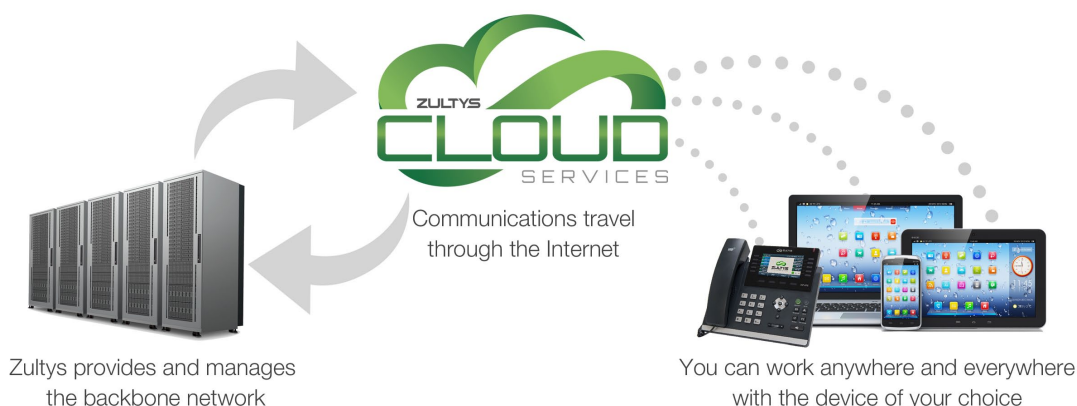 ZULTYS
CLOUD
SERVICES
Communications travel
through the Internet
ZULTYS
Zultys provides and manages
the backbone network
You can work anywhere and everywhere
with the device of your choice